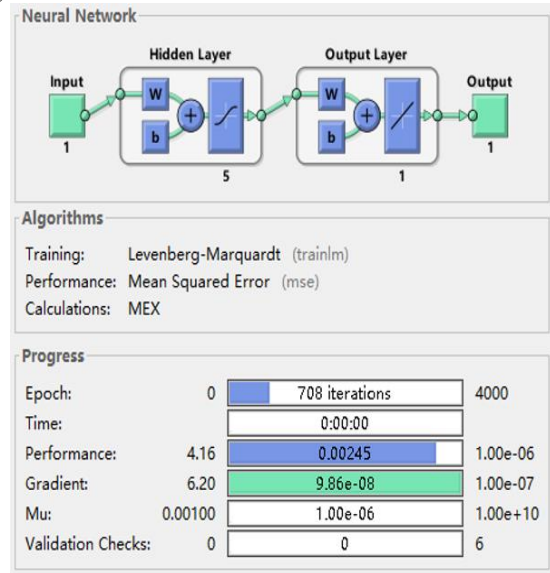 Neural Network
Hidden Layer Output Layer
Input Output
W W
+ +
b b
1 1
5 1
Algorithms
Training: Levenberg-Marquardt (trainlm)
Performance: Mean Squared Error (mse)
Calculations: MEX
Progress
Epoch: 0 708 iterations 4000
Time: 0:00:00
Performance: 4.16 0.00245 1.00e-06
Gradient: 6.20 9.86e-08 1.00e-07
Mu: 0.00100 1.00e-06 1.00e+10
Validation Checks: 0 0 6